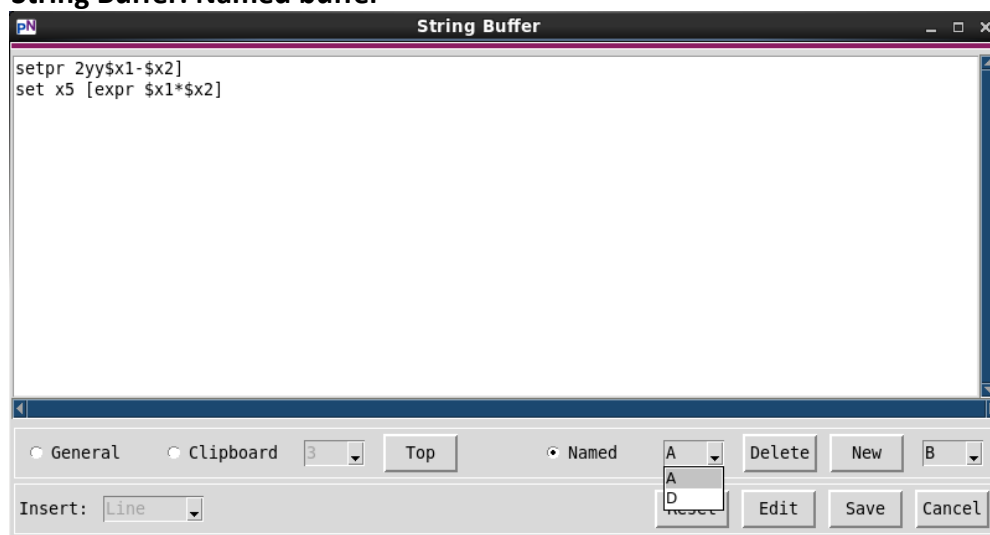 String Buffer: Named buffer
pN
String Buffer
setpr 2yy$x1-$x2]
set x5 [expr $x1*$x2]
General Clipboard 3 Top Named A Delete New B
A
D
Insert: Line Reset Edit Save Cancel